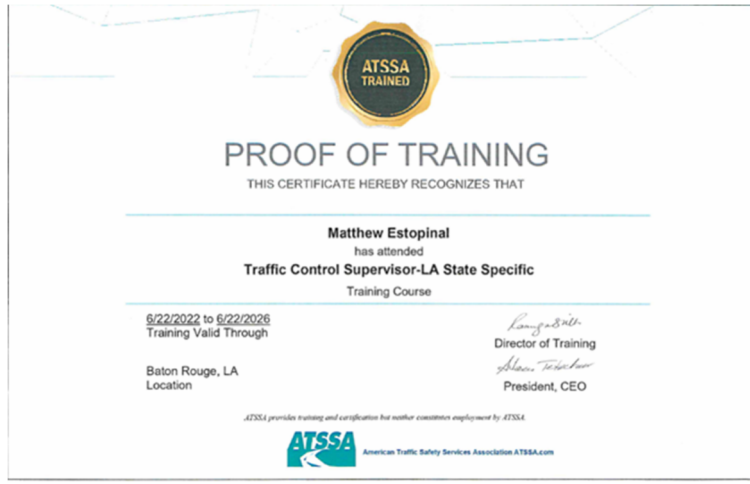 ATSSA
TRAINED
PROOF OF TRAINING
THIS CERTIFICATE HEREBY RECOGNIZES THAT
Matthew Estopinal
has attended
Traffic Control Supervisor-LA State Specific
Training Course
6/22/2022 to 6/22/2026
Training Valid Through
Director of Training
Baton Rouge, LA
Location
President, CEO
ATSSA provides training and certification but neither constitutes employment by ATSSA.
ATSSA
American Traffic Safety Services Association ATSSA.com